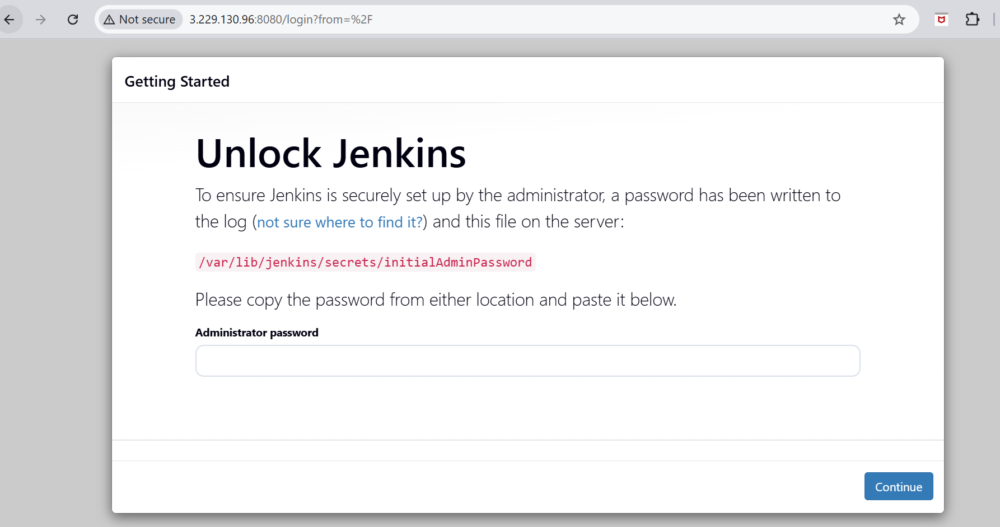 Not secure 3.229.130.96:8080/login?from=%2F
Getting Started
Unlock Jenkins
To ensure Jenkins is securely set up by the administrator, a password has been written to
the log (not sure where to find it?) and this file on the server:
/var/lib/jenkins/secrets/initialAdminPassword
Please copy the password from either location and paste it below.
Administrator password
Continue